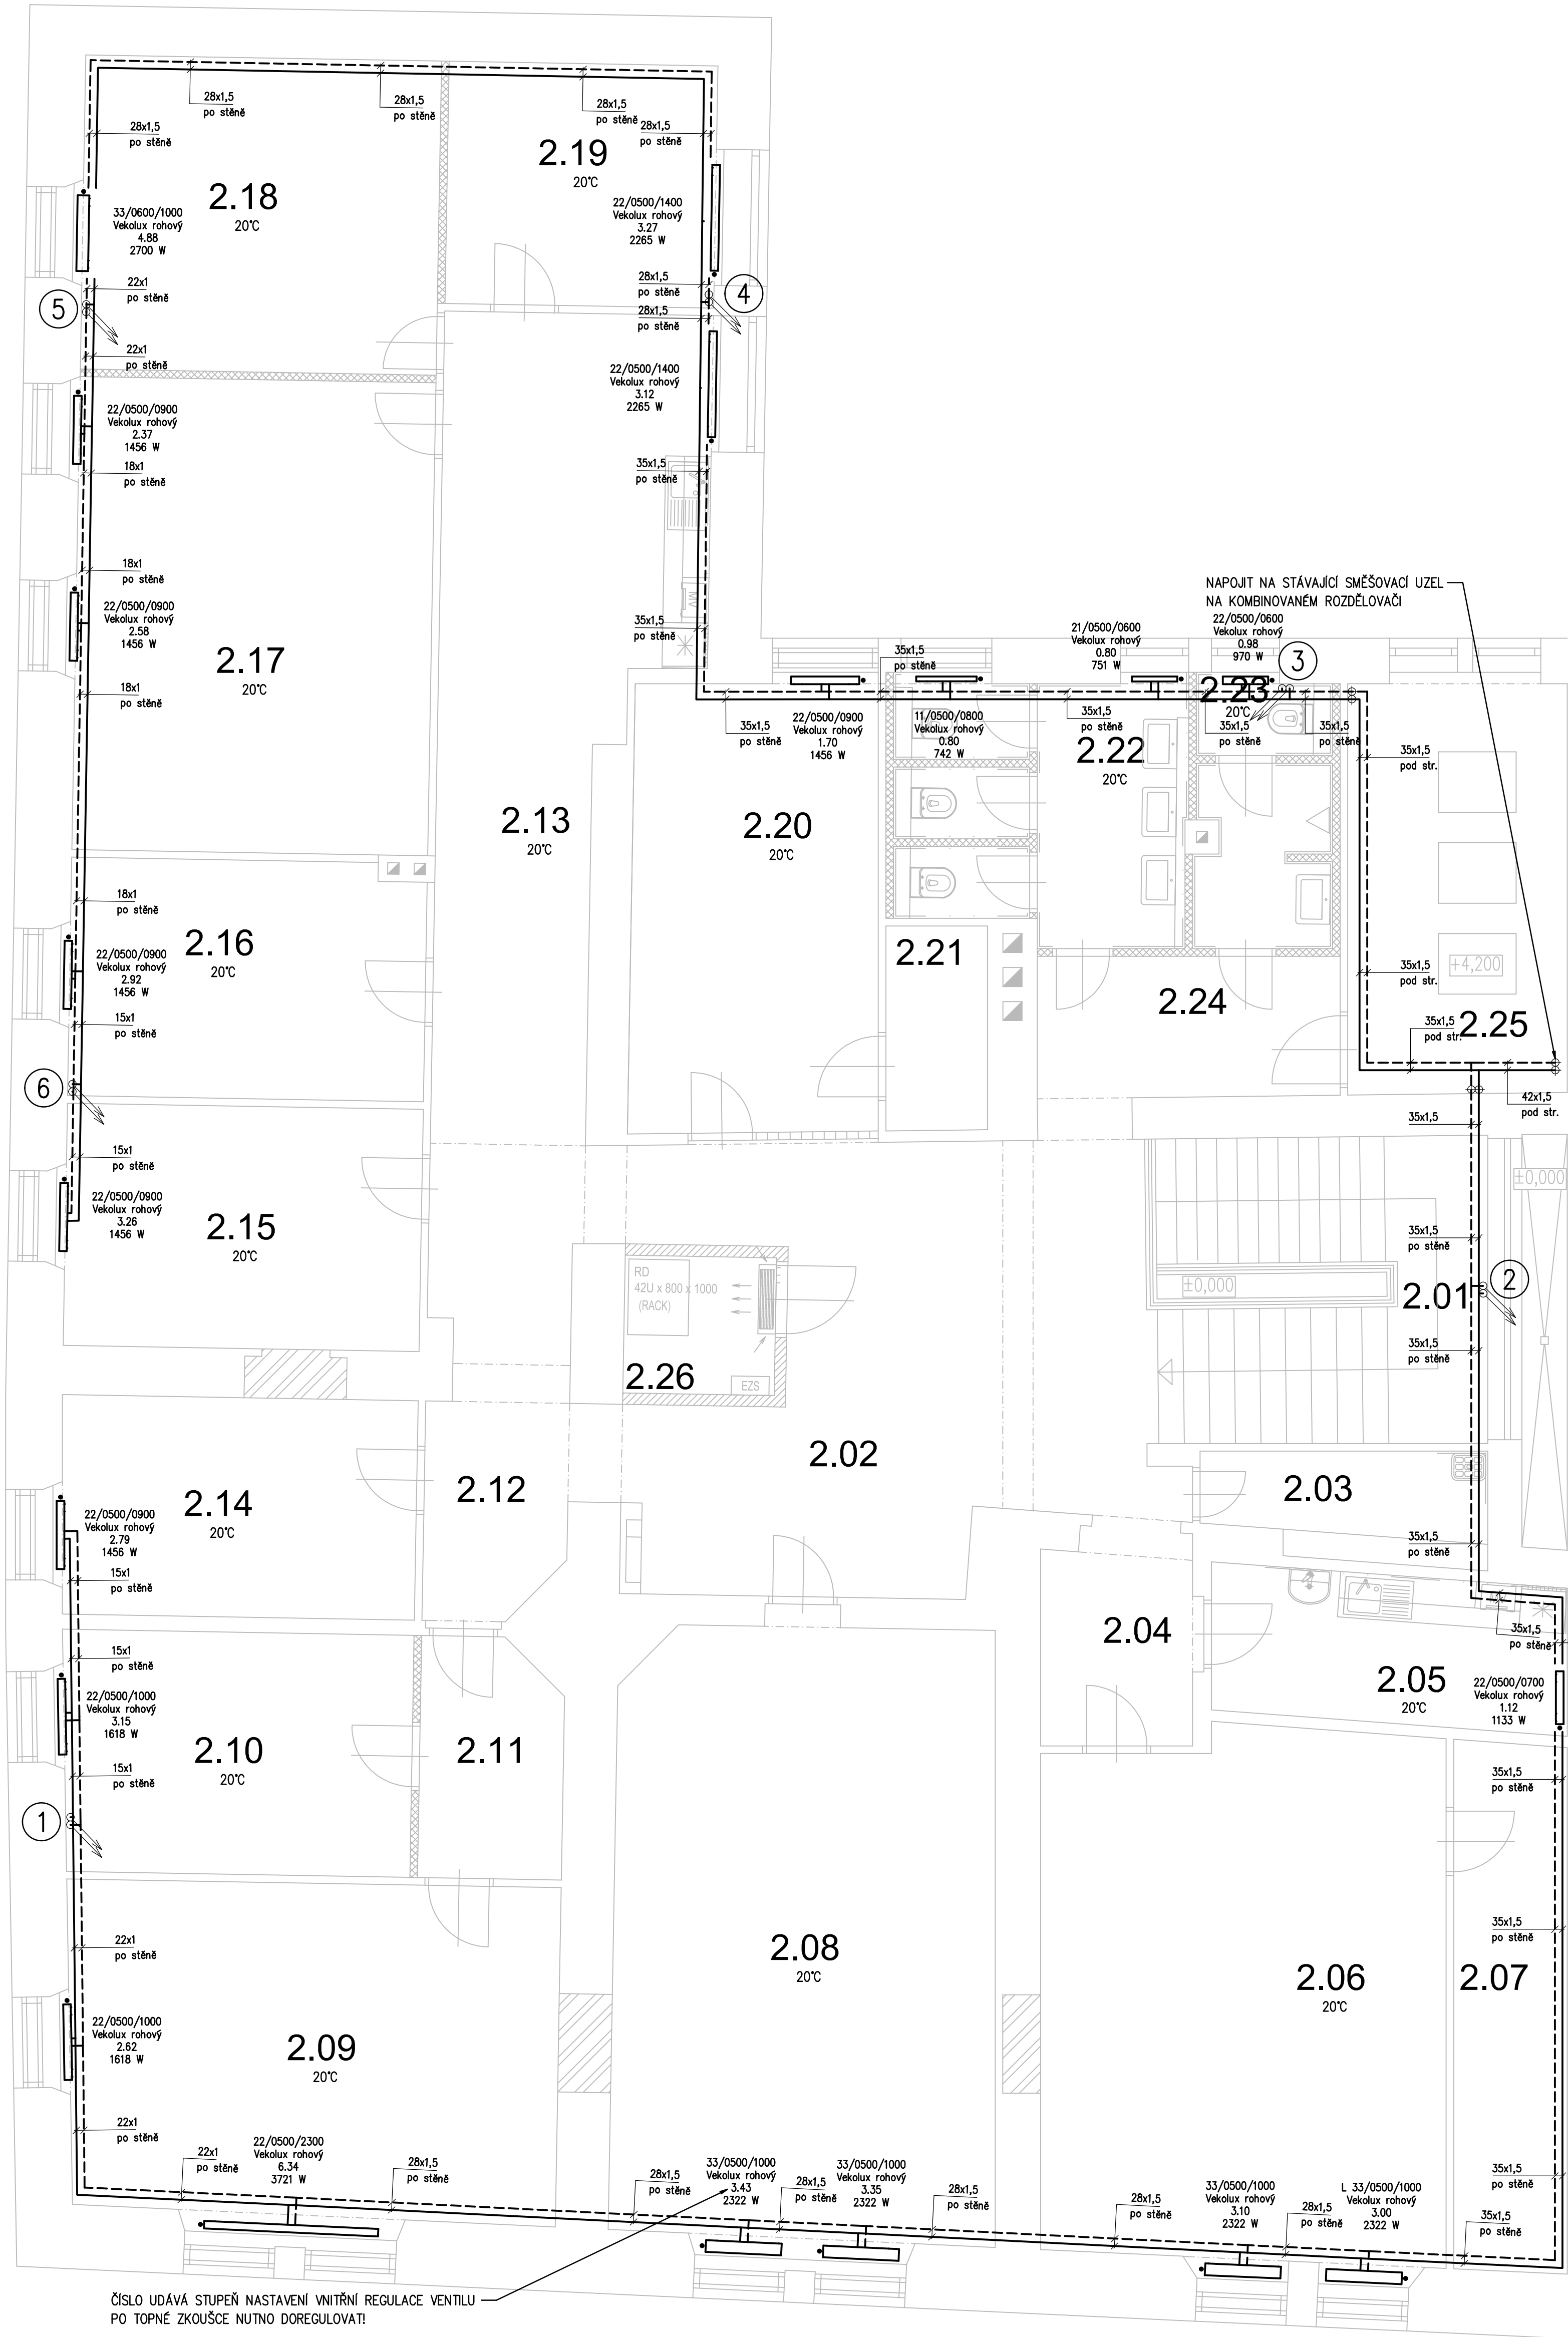 28x1,5
po stěně
28x1,5
po stěně
28x1,5
po stěně
28x1,5
po stěně
28x1,5
po stěně
2.19
20°C
2.18
20°C
33/0600/1000
Vekolux rohový
4.88
2700 W
22/0500/1400
Vekolux rohový
3.27
2265 W
22x1
po stěně
28x1,5
po stěně
5
4
28x1,5
po stěně
22x1
po stěně
22/0500/1400
Vekolux rohový
3.12
2265 W
22/0500/0900
Vekolux rohový
2.37
1456 W
18x1
po stěně
35x1,5
po stěně
18x1
po stěně
MV
NAPOJIT NA STÁVAJÍCÍ SMĚŠOVACÍ UZEL
NA KOMBINOVANÉM ROZDĚLOVAČI
22/0500/0900
Vekolux rohový
2.58
1456 W
35x1,5
po stěně
21/0500/0600
Vekolux rohový
0.80
751 W
22/0500/0600
Vekolux rohový
0.98
970 W
3
35x1,5
po stěně
2.17
20°C
18x1
po stěně
2.23
20°C
35x1,5
po stěně
22/0500/0900
Vekolux rohový
1.70
1456 W
11/0500/0800
Vekolux rohový
0.80
742 W
35x1,5
po stěně
35x1,5
po stěně
35x1,5
po stěně
2.22
20°C
35x1,5
pod str.
2.13
20°C
2.20
20°C
18x1
po stěně
2.16
20°C
2.21
22/0500/0900
Vekolux rohový
2.92
1456 W
35x1,5
pod str.
+4,200
2.24
15x1
po stěně
35x1,5
pod str.
2.25
6
42x1,5
pod str.
35x1,5
15x1
po stěně
±0,000
22/0500/0900
Vekolux rohový
3.26
1456 W
2.15
20°C
35x1,5
po stěně
RD
42U x 800 x 1000
(RACK)
±0,000
2.01
2
35x1,5
po stěně
2.26
EZS
2.02
2.12
2.03
2.14
20°C
22/0500/0900
Vekolux rohový
2.79
1456 W
35x1,5
po stěně
15x1
po stěně
2.04
35x1,5
po stěně
15x1
po stěně
2.05
20°C
22/0500/0700
Vekolux rohový
1.12
1133 W
22/0500/1000
Vekolux rohový
3.15
1618 W
2.10
20°C
2.11
15x1
po stěně
35x1,5
po stěně
1
22x1
po stěně
35x1,5
po stěně
2.08
20°C
2.06
20°C
2.07
22/0500/1000
Vekolux rohový
2.62
1618 W
2.09
20°C
22x1
po stěně
22x1
po stěně
22/0500/2300
Vekolux rohový
6.34
3721 W
28x1,5
po stěně
28x1,5
po stěně
33/0500/1000
Vekolux rohový
3.43
2322 W
28x1,5
po stěně
33/0500/1000
Vekolux rohový
3.35
2322 W
28x1,5
po stěně
28x1,5
po stěně
33/0500/1000
Vekolux rohový
3.10
2322 W
28x1,5
po stěně
L 33/0500/1000
Vekolux rohový
3.00
2322 W
35x1,5
po stěně
35x1,5
po stěně
ČÍSLO UDÁVÁ STUPEŇ NASTAVENÍ VNITŘNÍ REGULACE VENTILU
PO TOPNÉ ZKOUŠCE NUTNO DOREGULOVAT!